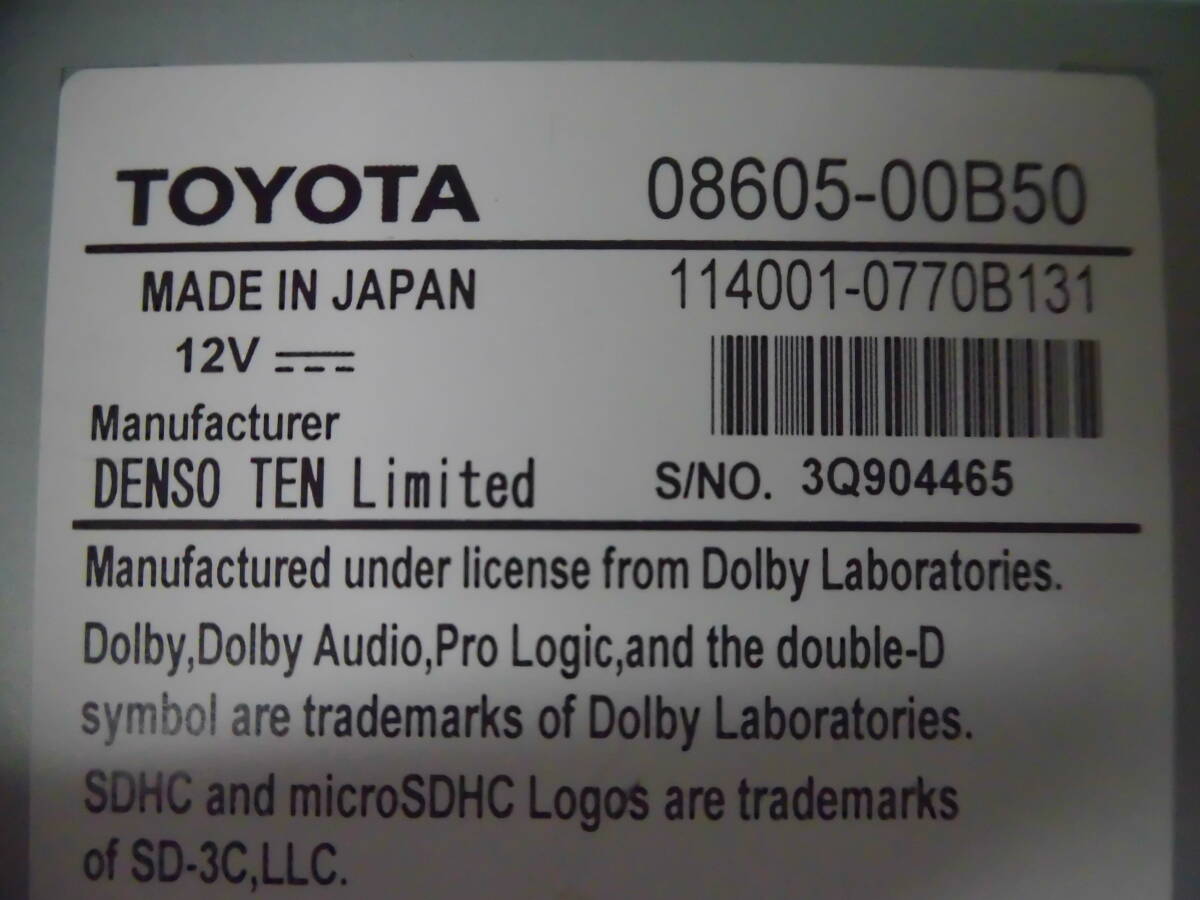 TOYOTA 08605-00B50
MADE IN JAPAN 114001-0770B131
12V
Manufacturer
DENSO TEN Limited S/NO. 3Q904465
Manufactured under license from Dolby Laboratories.
Dolby,Dolby Audio,Pro Logic,and the double-D
symbol are trademarks of Dolby Laboratories.
SDHC and microSDHC Logos are trademarks
of SD-3C,LLC.